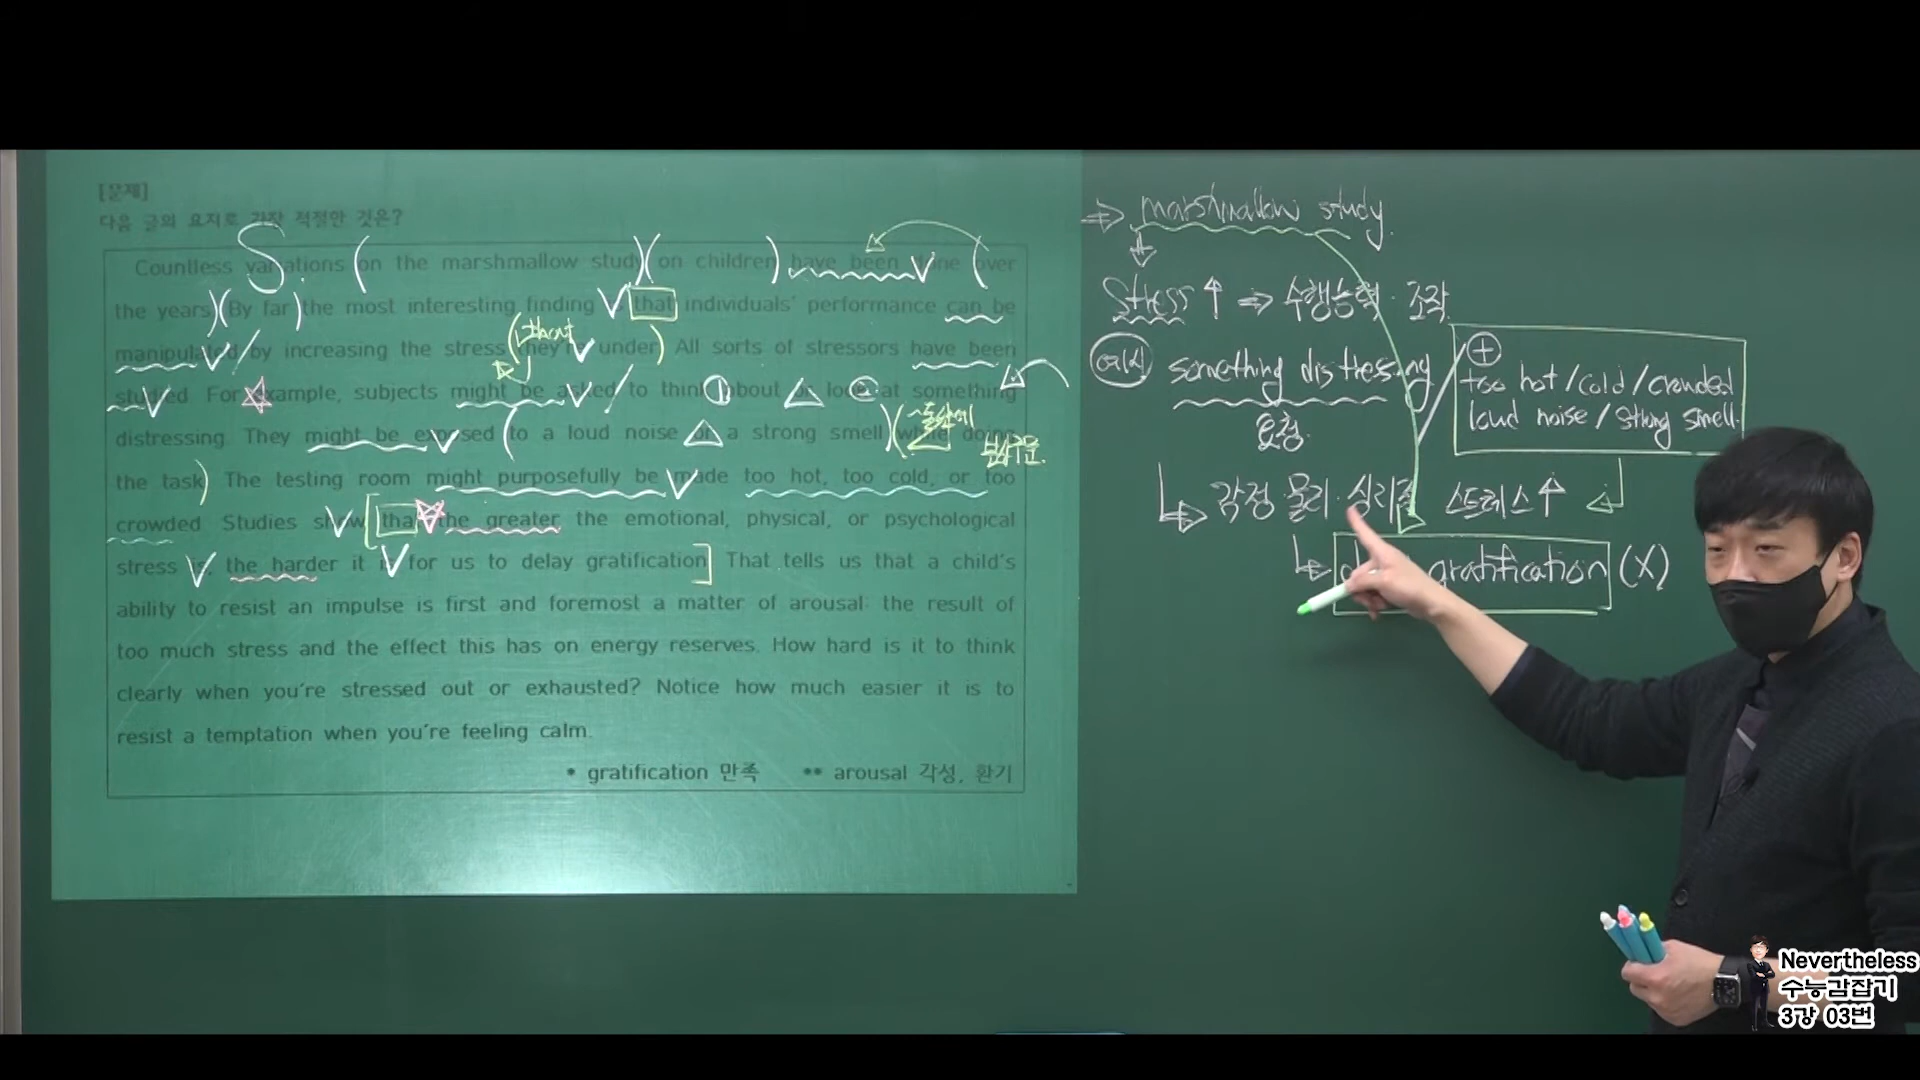 [문제]
다음 글의 요지로 가장 적절한 것은?
Countless variations on the marshmallow study on children have been done over
the years. By far the most interesting finding is that individuals' performance can be
manipulated by increasing the stress they're under. All sorts of stressors have been
studied. For example, subjects might be asked to think about or look at something
distressing. They might be exposed to a loud noise or a strong smell while doing
the task. The testing room might purposefully be made too hot, too cold, or too
crowded. Studies show that the greater the emotional, physical, or psychological
stress is, the harder it is for us to delay gratification. That tells us that a child's
ability to resist an impulse is first and foremost a matter of arousal: the result of
too much stress and the effect this has on energy reserves. How hard is it to think
clearly when you're stressed out or exhausted? Notice how much easier it is to
resist a temptation when you're feeling calm.
• gratification 만족 •• arousal 각성, 환기
S.
분사구문.
⇒ marshmallow study.
stress ↑ ⇒ 수행능력 조작
예시 something distressing
요청.
+
too hot / cold / crowded
loud noise / strong smell.
물리 스트레스 ↑
gratification (X)
Nevertheless
수능감잡기
3강 03번